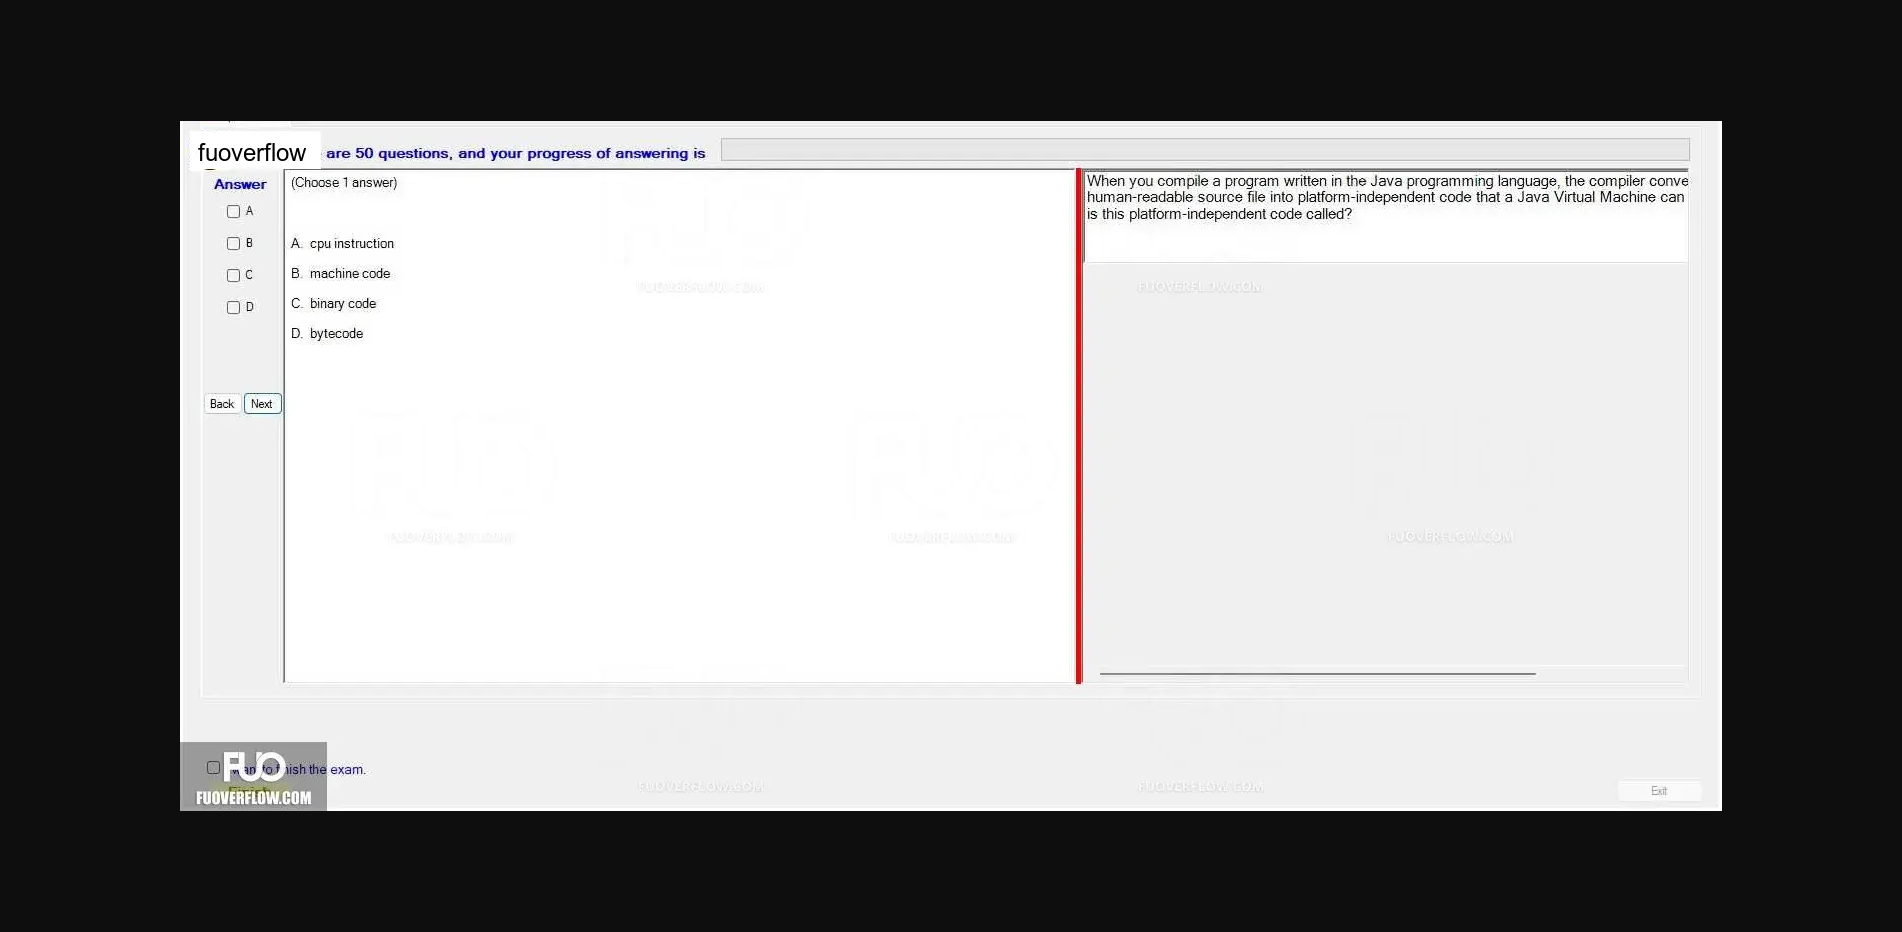 fuoverflow
are 50 questions, and your progress of answering is
Answer
A
B
C
D
Back Next
(Choose 1 answer)
A. cpu instruction
B. machine code
C. binary code
D. bytecode
When you compile a program written in the Java programming language, the compiler conve
human-readable source file into platform-independent code that a Java Virtual Machine can
is this platform-independent code called?
FUOVERFLOW.COM
FUOVERFLOW.COM
FUOVERFLOW.COM
FUOVERFLOW.COM
FUOVERFLOW.COM
want to finish the exam.
Finish
FUO
FUOVERFLOW.COM
FUOVERFLOW.COM
FUOVERFLOW.COM
Exit